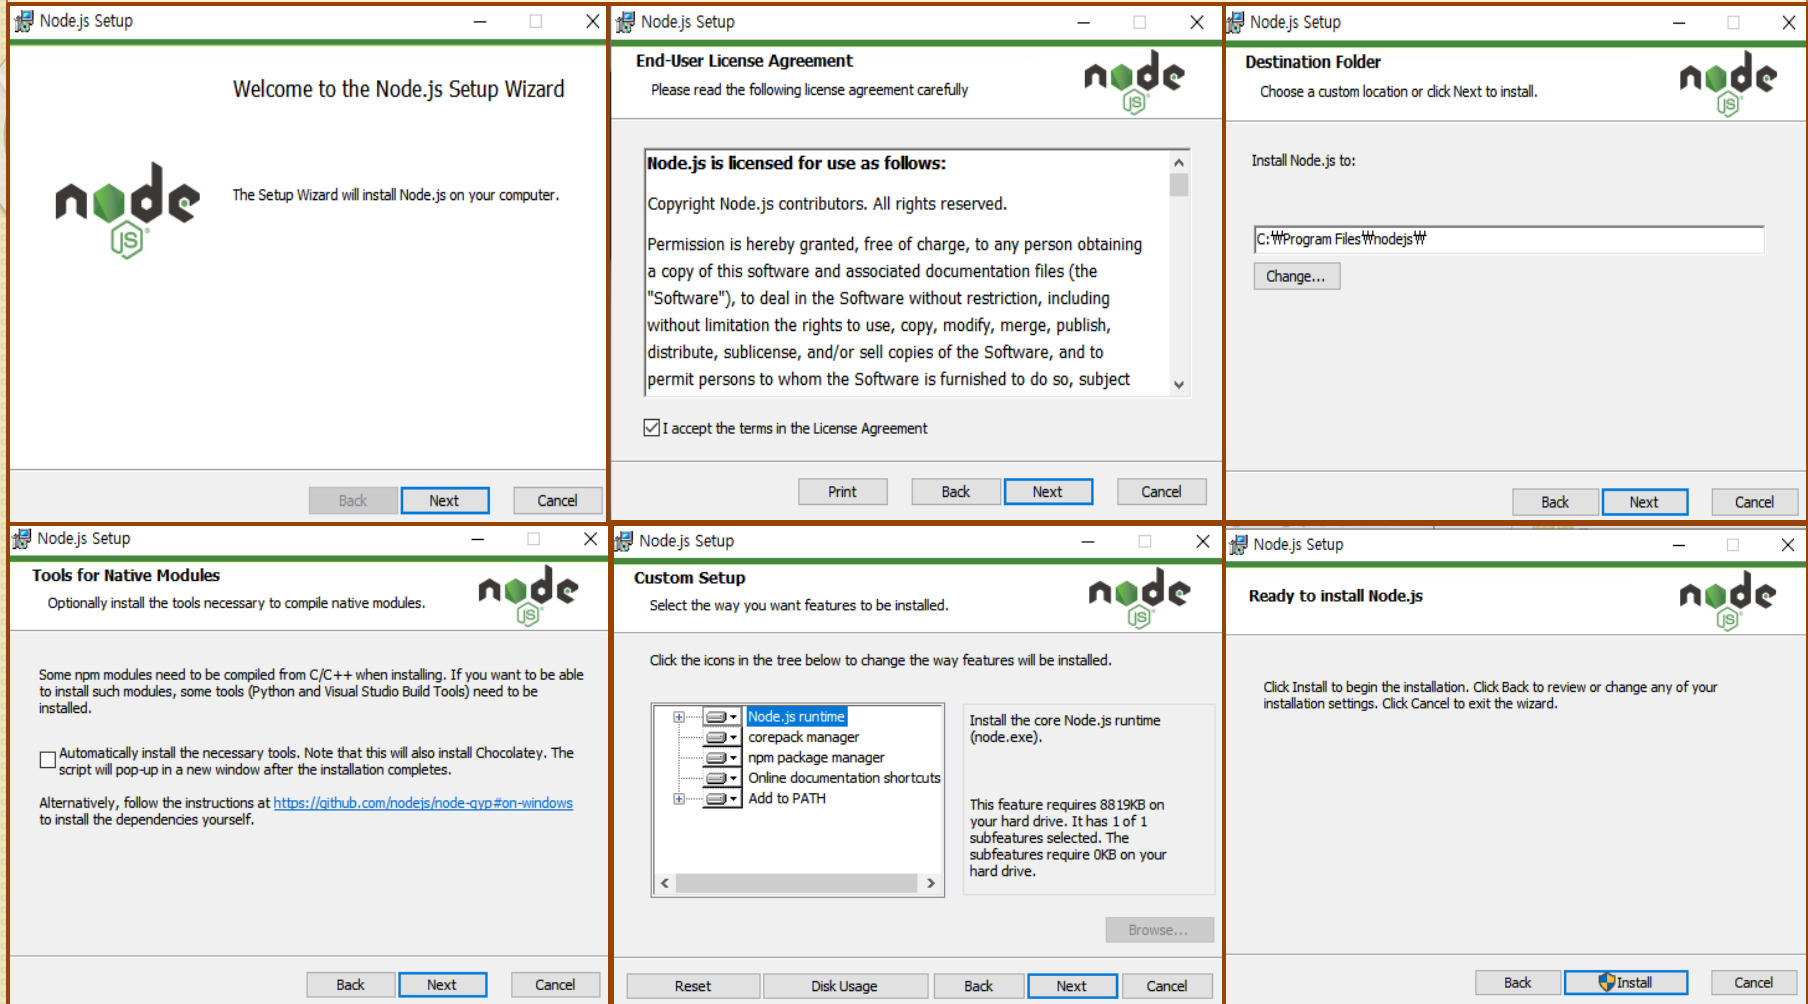 Node.js Setup
Welcome to the Node.js Setup Wizard
node
JS
The Setup Wizard will install Node.js on your computer.
Back
Next
Cancel
Node.js Setup
End-User License Agreement
Please read the following license agreement carefully
node
JS
Node.js is licensed for use as follows:
Copyright Node.js contributors. All rights reserved.
Permission is hereby granted, free of charge, to any person obtaining
a copy of this software and associated documentation files (the
"Software"), to deal in the Software without restriction, including
without limitation the rights to use, copy, modify, merge, publish,
distribute, sublicense, and/or sell copies of the Software, and to
permit persons to whom the Software is furnished to do so, subject
I accept the terms in the License Agreement
Print
Back
Next
Cancel
Node.js Setup
Destination Folder
Choose a custom location or click Next to install.
node
JS
Install Node.js to:
C:₩Program Files₩nodejs₩
Change...
Back
Next
Cancel
Node.js Setup
Tools for Native Modules
Optionally install the tools necessary to compile native modules.
node
JS
Some npm modules need to be compiled from C/C++ when installing. If you want to be able
to install such modules, some tools (Python and Visual Studio Build Tools) need to be
installed.
Automatically install the necessary tools. Note that this will also install Chocolatey. The
script will pop-up in a new window after the installation completes.
Alternatively, follow the instructions at https://github.com/nodejs/node-gyp#on-windows
to install the dependencies yourself.
Back
Next
Cancel
Node.js Setup
Custom Setup
Select the way you want features to be installed.
node
JS
Click the icons in the tree below to change the way features will be installed.
Node.js runtime
corepack manager
npm package manager
Online documentation shortcuts
Add to PATH
Install the core Node.js runtime
(node.exe).
This feature requires 8819KB on
your hard drive. It has 1 of 1
subfeatures selected. The
subfeatures require 0KB on your
hard drive.
Browse...
Reset
Disk Usage
Back
Next
Cancel
Node.js Setup
Ready to install Node.js
node
JS
Click Install to begin the installation. Click Back to review or change any of your
installation settings. Click Cancel to exit the wizard.
Back
Install
Cancel